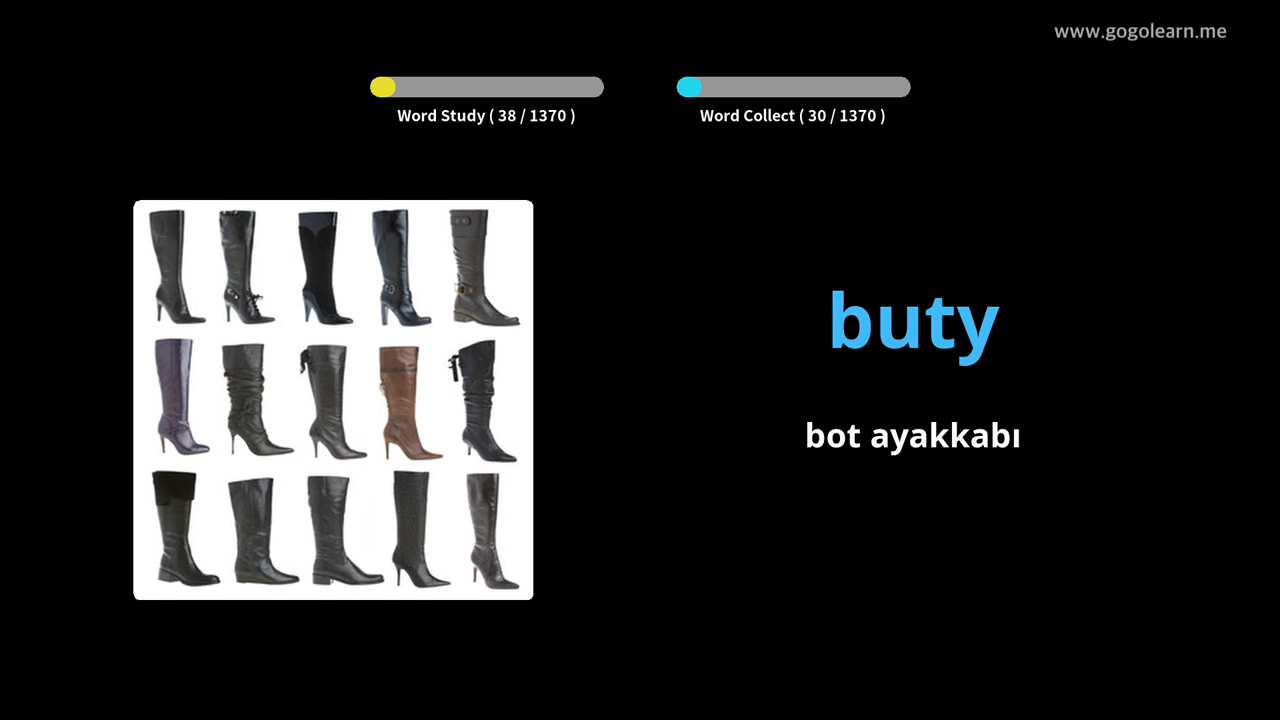 www.gogolearn.me
Word Study ( 38 / 1370 )
Word Collect ( 30 / 1370 )
buty
bot ayakkabı